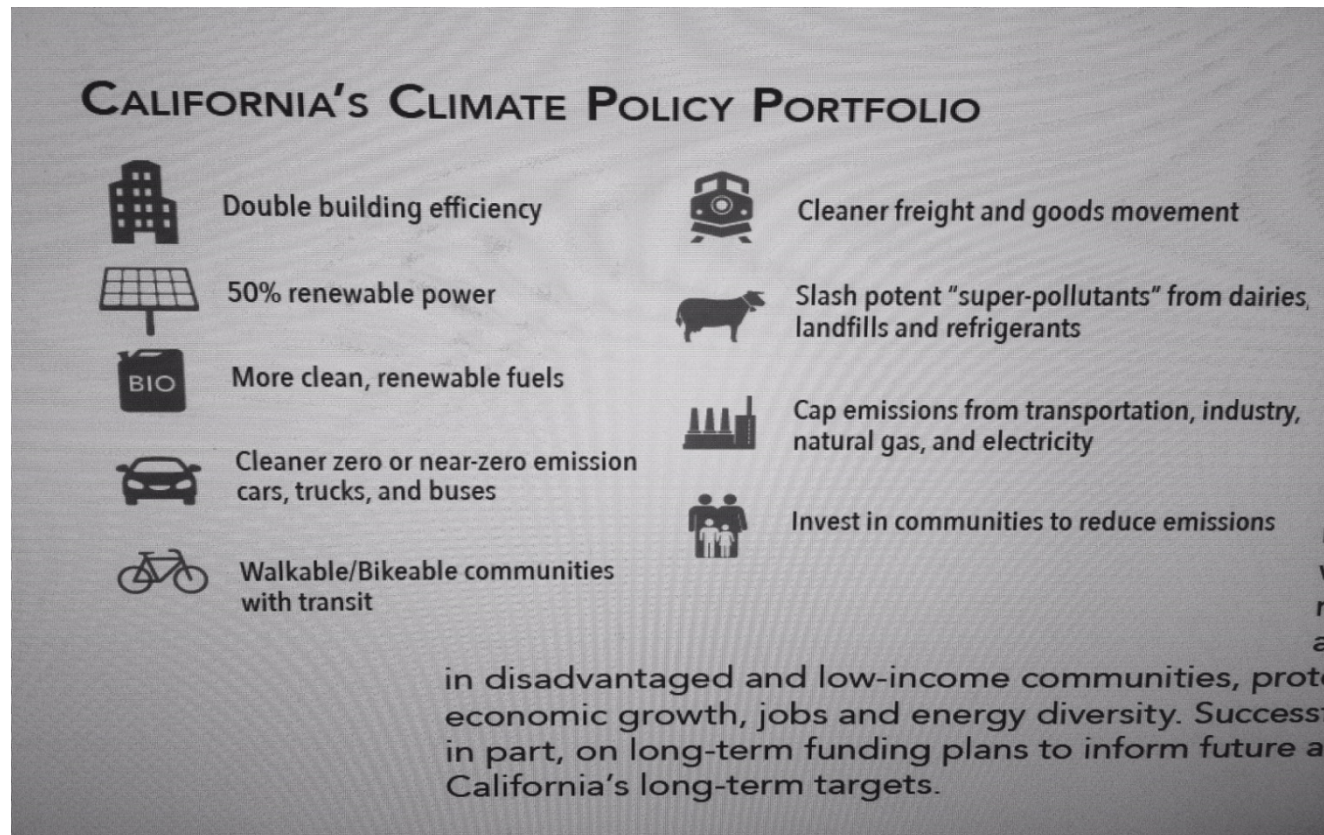 CALIFORNIA'S CLIMATE POLICY PORTFOLIO
Double building efficiency
50% renewable power
BIO
More clean, renewable fuels
Cleaner zero or near-zero emission
cars, trucks, and buses
Walkable/Bikeable communities
with transit
Cleaner freight and goods movement
Slash potent "super-pollutants" from dairies,
landfills and refrigerants
Cap emissions from transportation, industry,
natural gas, and electricity
Invest in communities to reduce emissions
in disadvantaged and low-income communities,
economic growth, jobs and energy diversity.
in part, on long-term funding plans to inform future
California's long-term targets.